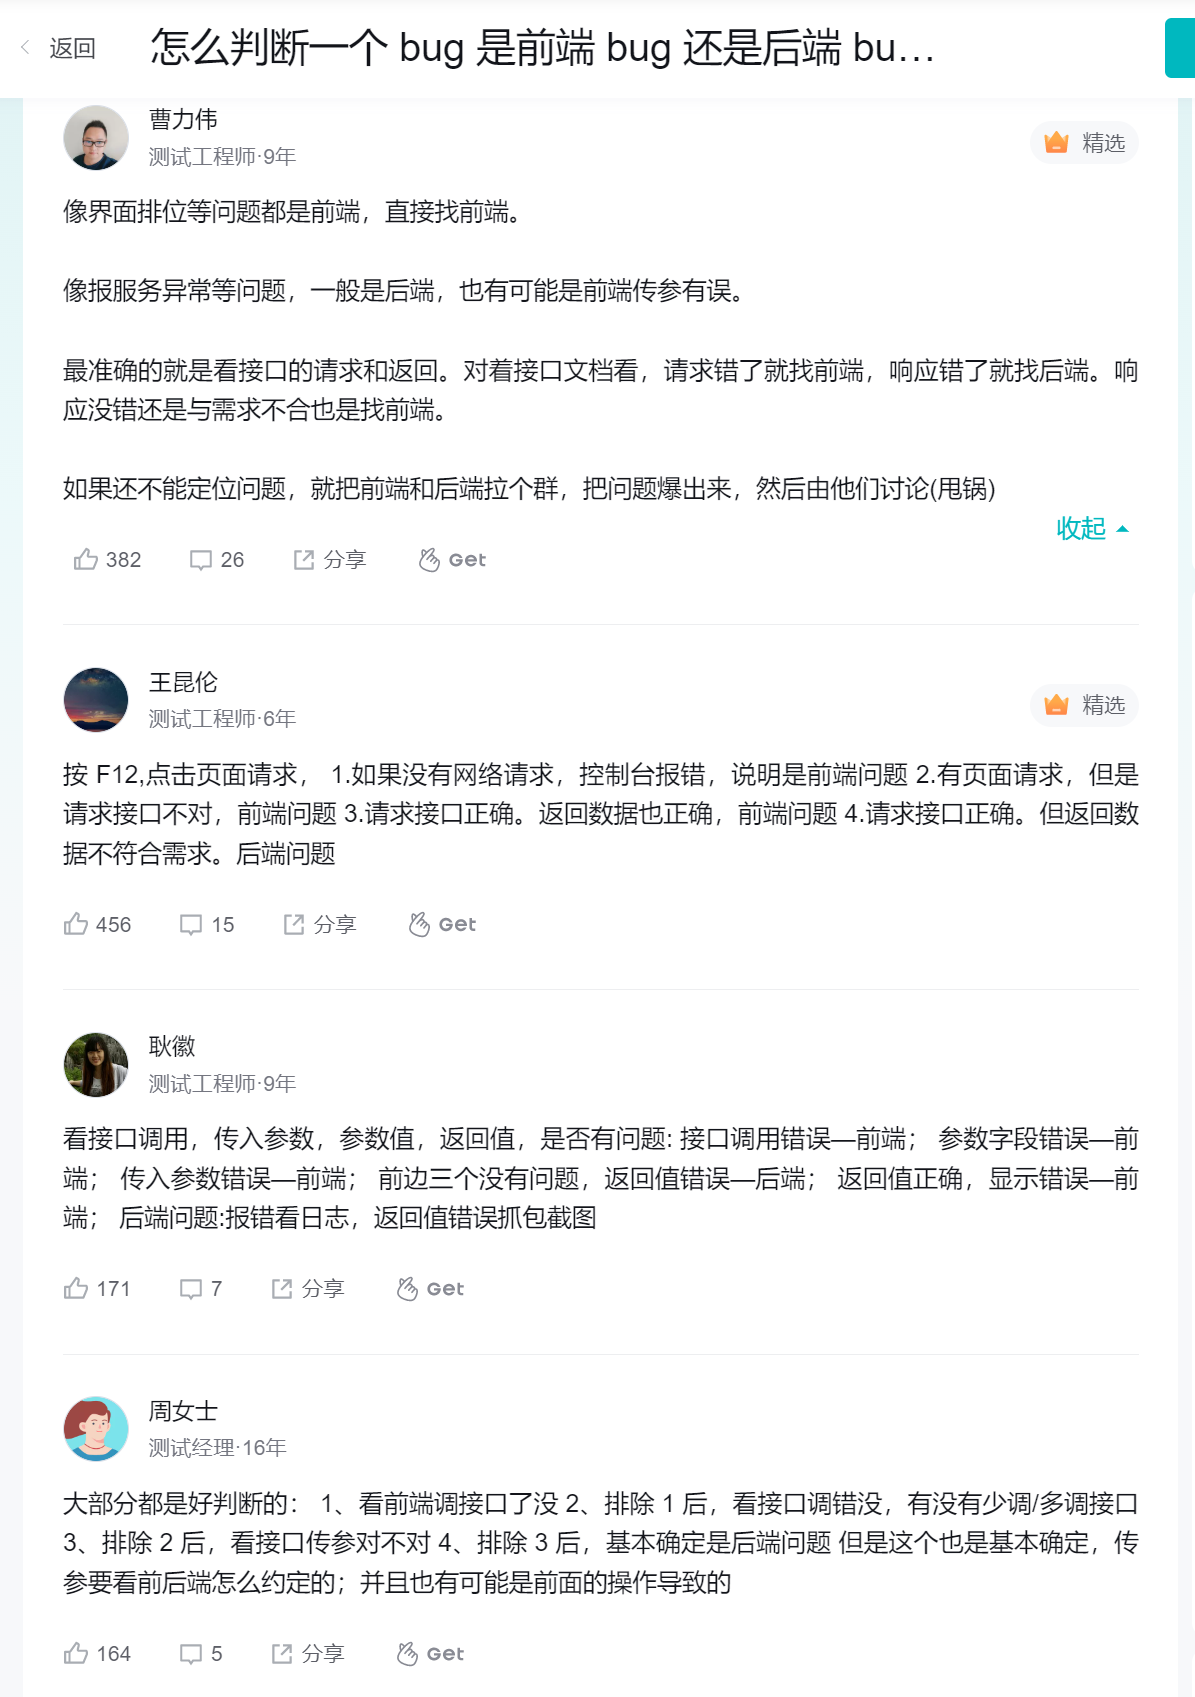 返回
怎么判断一个 bug 是前端 bug 还是后端 bu...
曹力伟
测试工程师·9年
精选
像界面排位等问题都是前端，直接找前端。
像报服务异常等问题，一般是后端，也有可能是前端传参有误。
最准确的就是看接口的请求和返回。对着接口文档看，请求错了就找前端，响应错了就找后端。响
应没错还是与需求不合也是找前端。
如果还不能定位问题，就把前端和后端拉个群，把问题爆出来，然后由他们讨论(甩锅)
收起
382 26 分享 Get
王昆伦
测试工程师·6年
精选
按 F12,点击页面请求， 1.如果没有网络请求，控制台报错，说明是前端问题 2.有页面请求，但是
请求接口不对，前端问题 3.请求接口正确。返回数据也正确，前端问题 4.请求接口正确。但返回数
据不符合需求。后端问题
456 15 分享 Get
耿徽
测试工程师·9年
看接口调用，传入参数，参数值，返回值，是否有问题: 接口调用错误—前端； 参数字段错误—前
端； 传入参数错误—前端； 前边三个没有问题，返回值错误—后端； 返回值正确，显示错误—前
端； 后端问题:报错看日志，返回值错误抓包截图
171 7 分享 Get
周女士
测试经理·16年
大部分都是好判断的： 1、看前端调接口了没 2、排除 1 后，看接口调错没，有没有少调/多调接口
3、排除 2 后，看接口传参对不对 4、排除 3 后，基本确定是后端问题 但是这个也是基本确定，传
参要看前后端怎么约定的；并且也有可能是前面的操作导致的
164 5 分享 Get